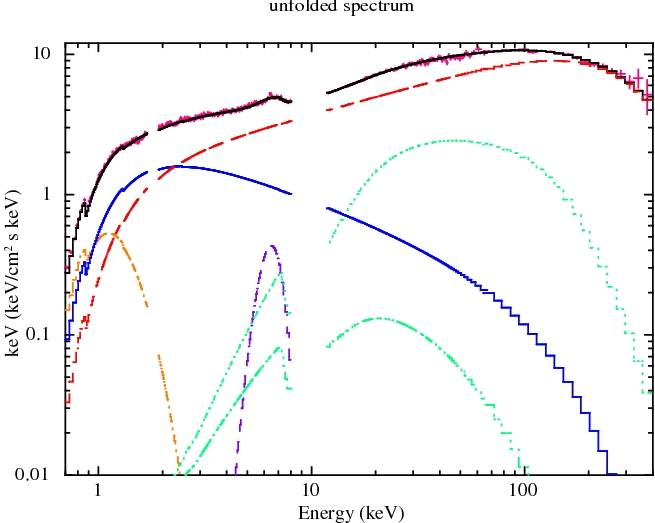 unfolded spectrum
10
1
0.1
0.01
keV (keV/cm² s keV)
1
10
100
Energy (keV)